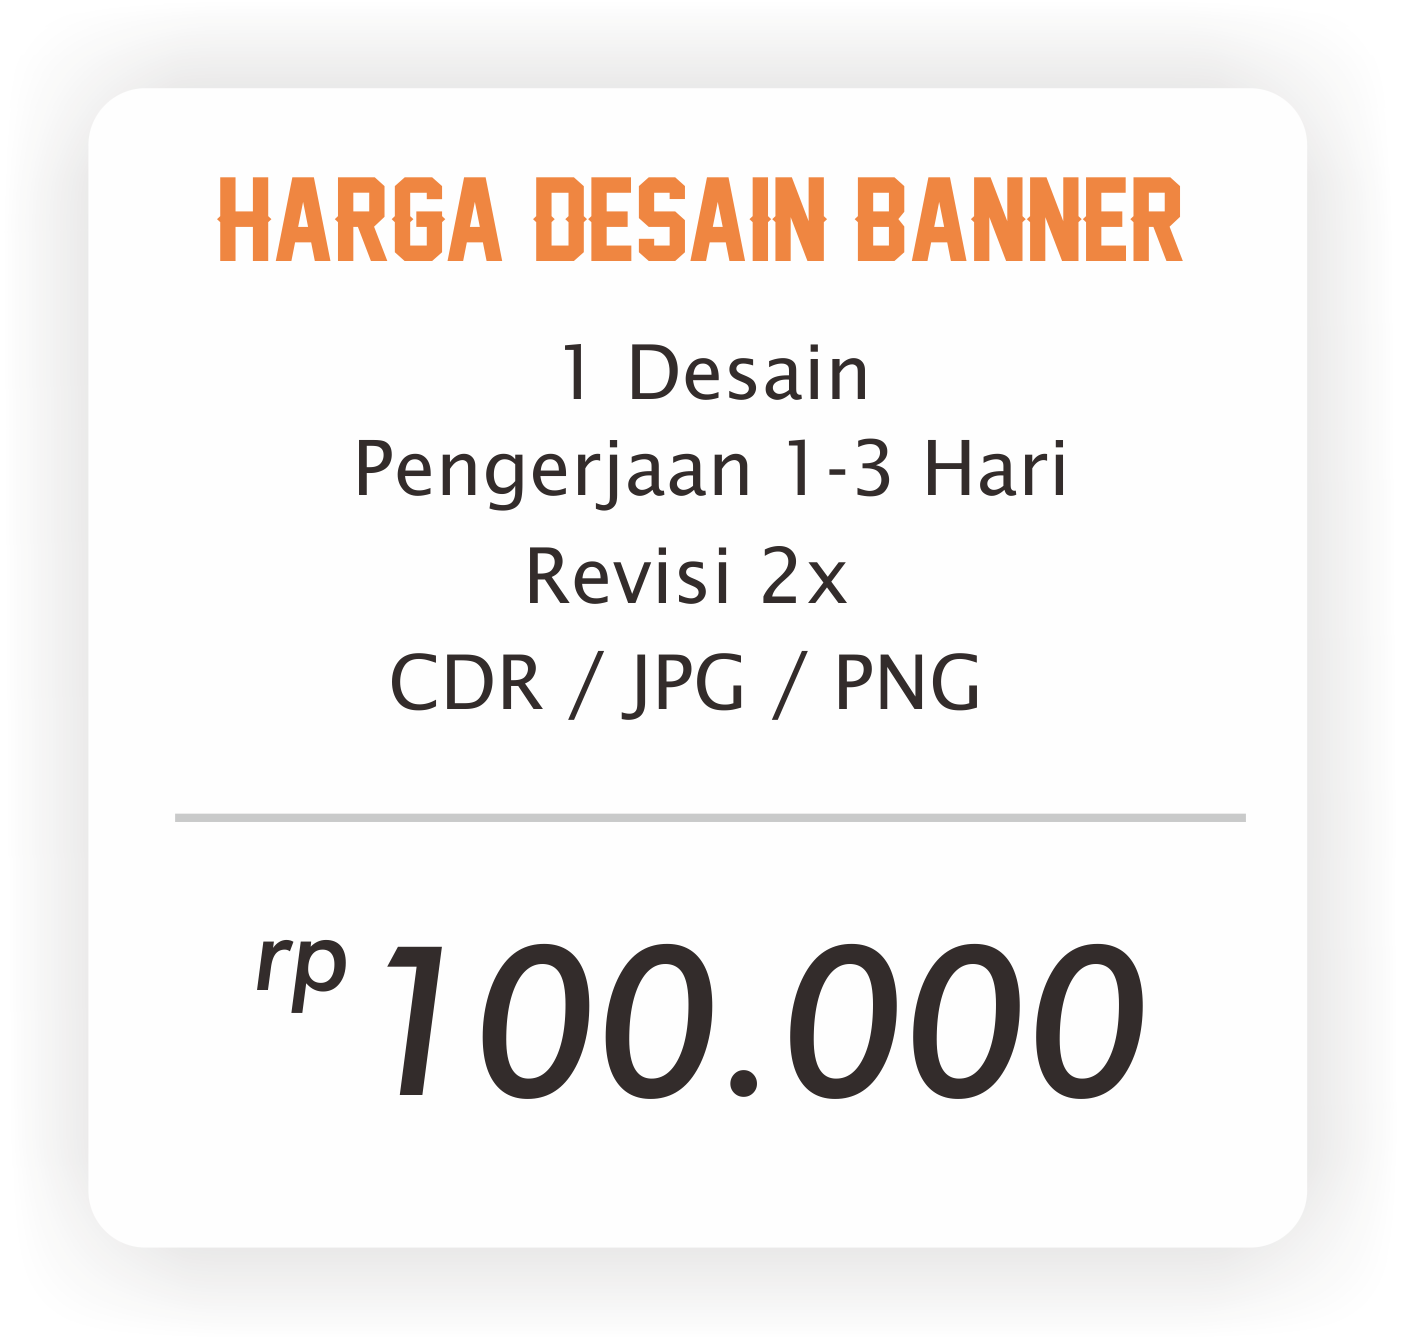 HARGA DESAIN BANNER
1 Desain
Pengerjaan 1-3 Hari
Revisi 2x
CDR / JPG / PNG
rp 100.000